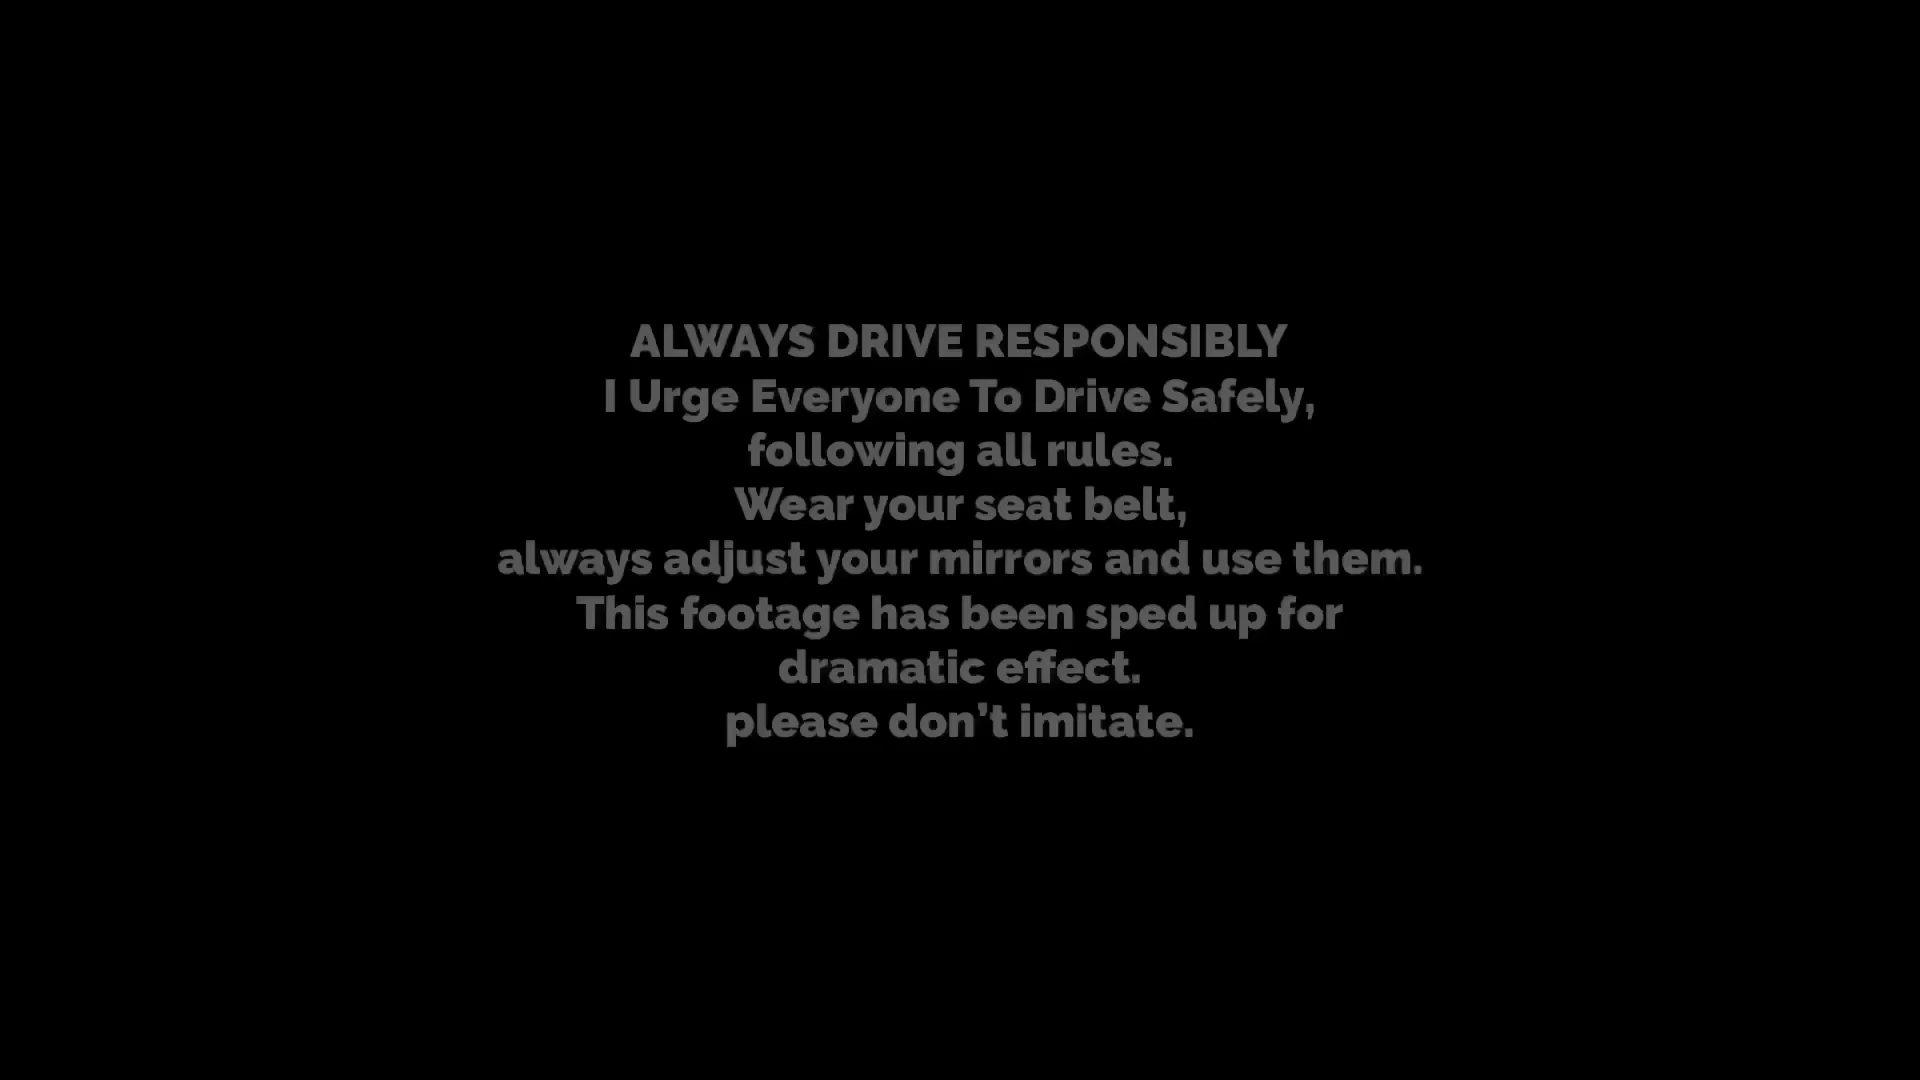 ALWAYS DRIVE RESPONSIBLY
I Urge Everyone To Drive Safely,
following all rules.
Wear your seat belt,
always adjust your mirrors and use them.
This footage has been sped up for
dramatic effect.
please don’t imitate.